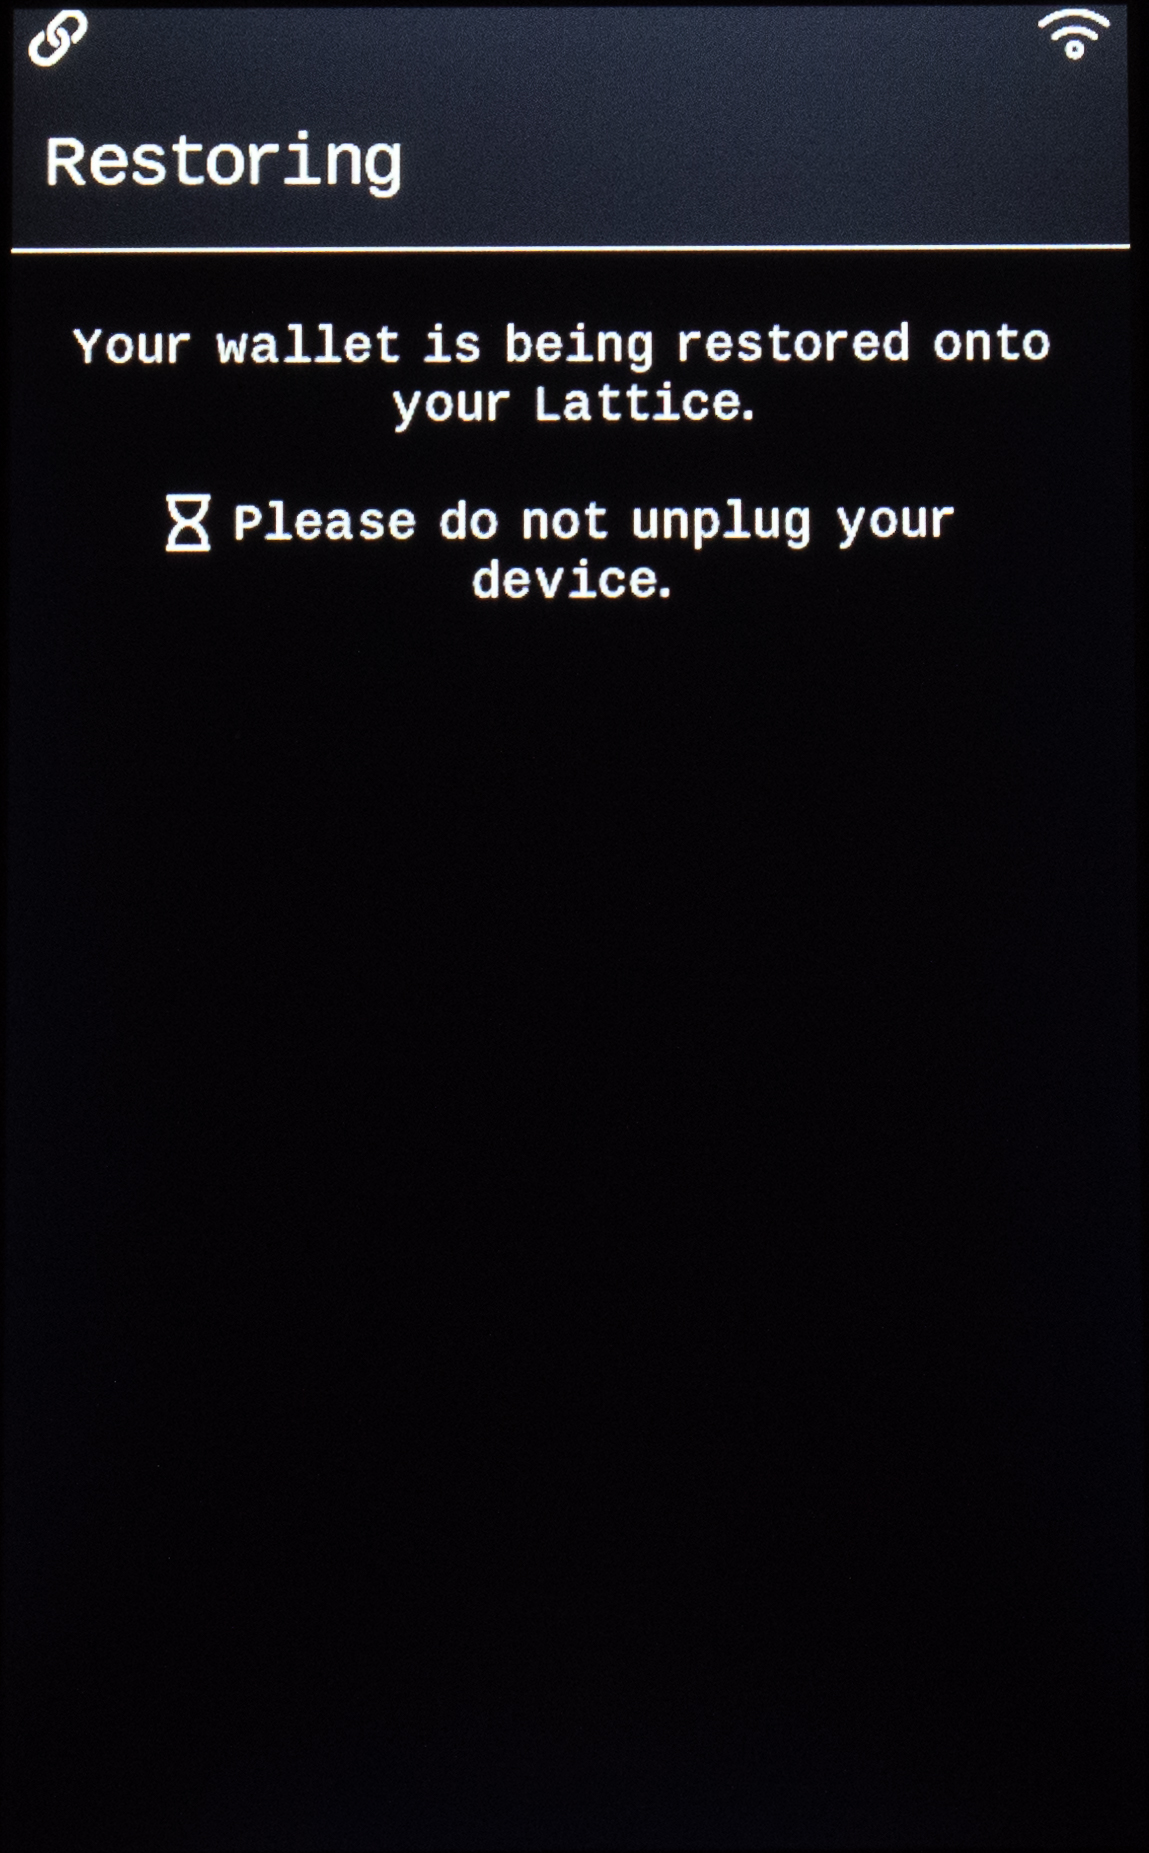 Restoring
Your wallet is being restored onto
your Lattice.
Please do not unplug your
device.